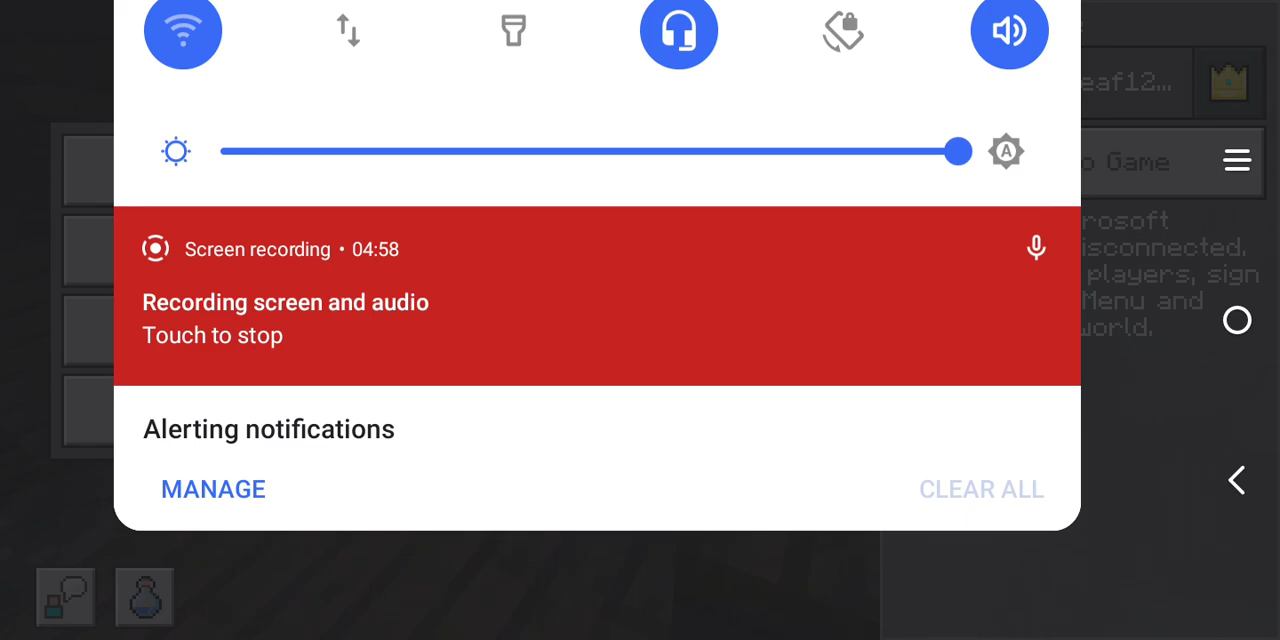 eaf12...
o Game
Screen recording • 04:58
Recording screen and audio
Touch to stop
rosoft
isconnected.
players, sign
Menu and
world.
Alerting notifications
MANAGE
CLEAR ALL
A